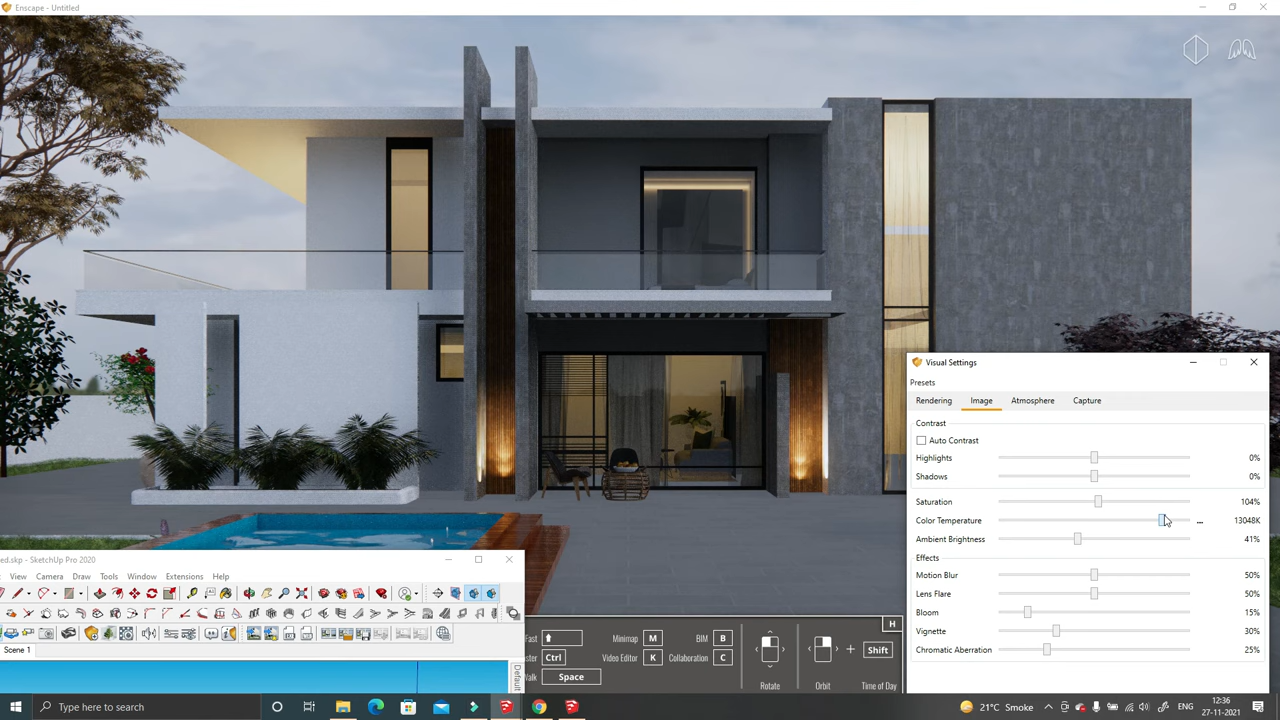 Enscape - Untitled
Visual Settings
Presets
Rendering Image Atmosphere Capture
Contrast
Auto Contrast
Highlights 0%
Shadows 0%
Saturation 104%
Color Temperature ... 13048K
Ambient Brightness 41%
Effects
Motion Blur 50%
Lens Flare 50%
Bloom 15%
Vignette 30%
Chromatic Aberration 25%
ed.skp - SketchUp Pro 2020
View Camera Draw Tools Window Extensions Help
Scene 1
Default
H
Fast Minimap M BIM B
Ctrl Video Editor K Collaboration C
Space
Shift
Rotate Orbit Time of Day
Type here to search
21°C Smoke
ENG
12:36
27-11-2021